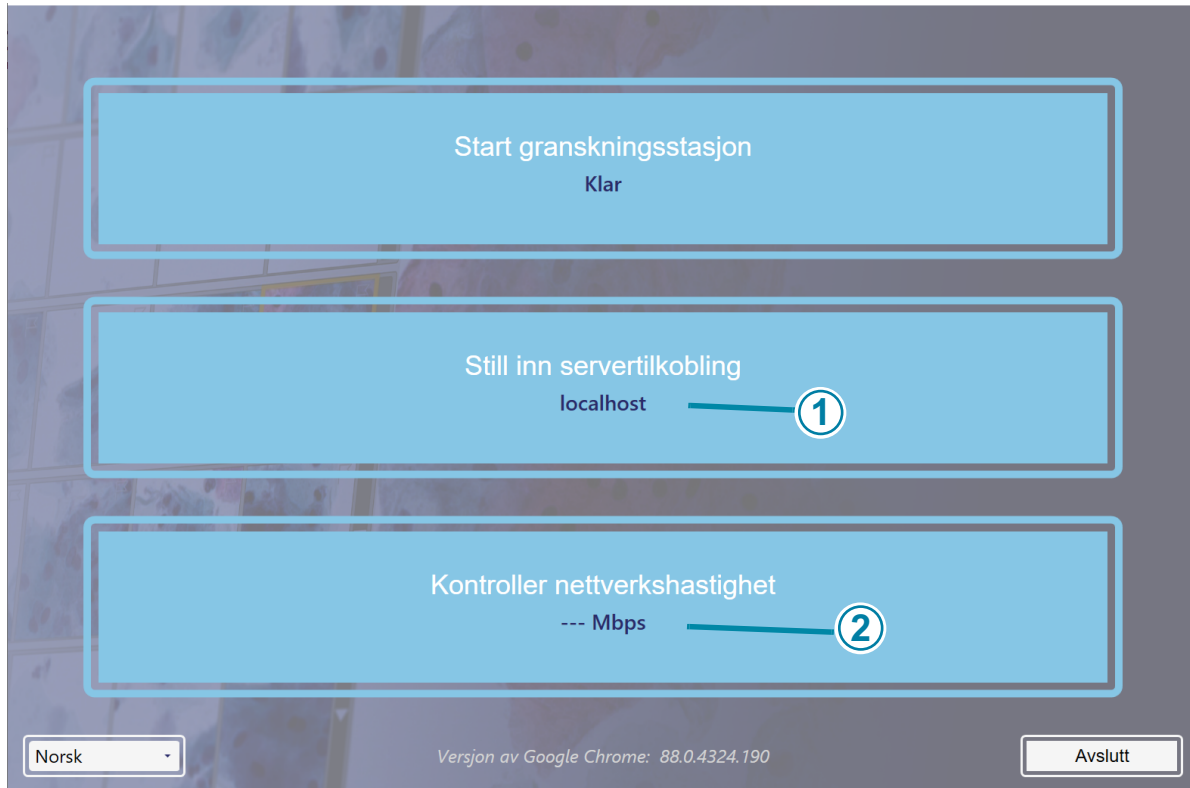 Start granskningsstasjon
Klar
Still inn servertilkobling
localhost
1
Kontroller nettverkshastighet
--- Mbps
2
Norsk
Versjon av Google Chrome: 88.0.4324.190
Avslutt